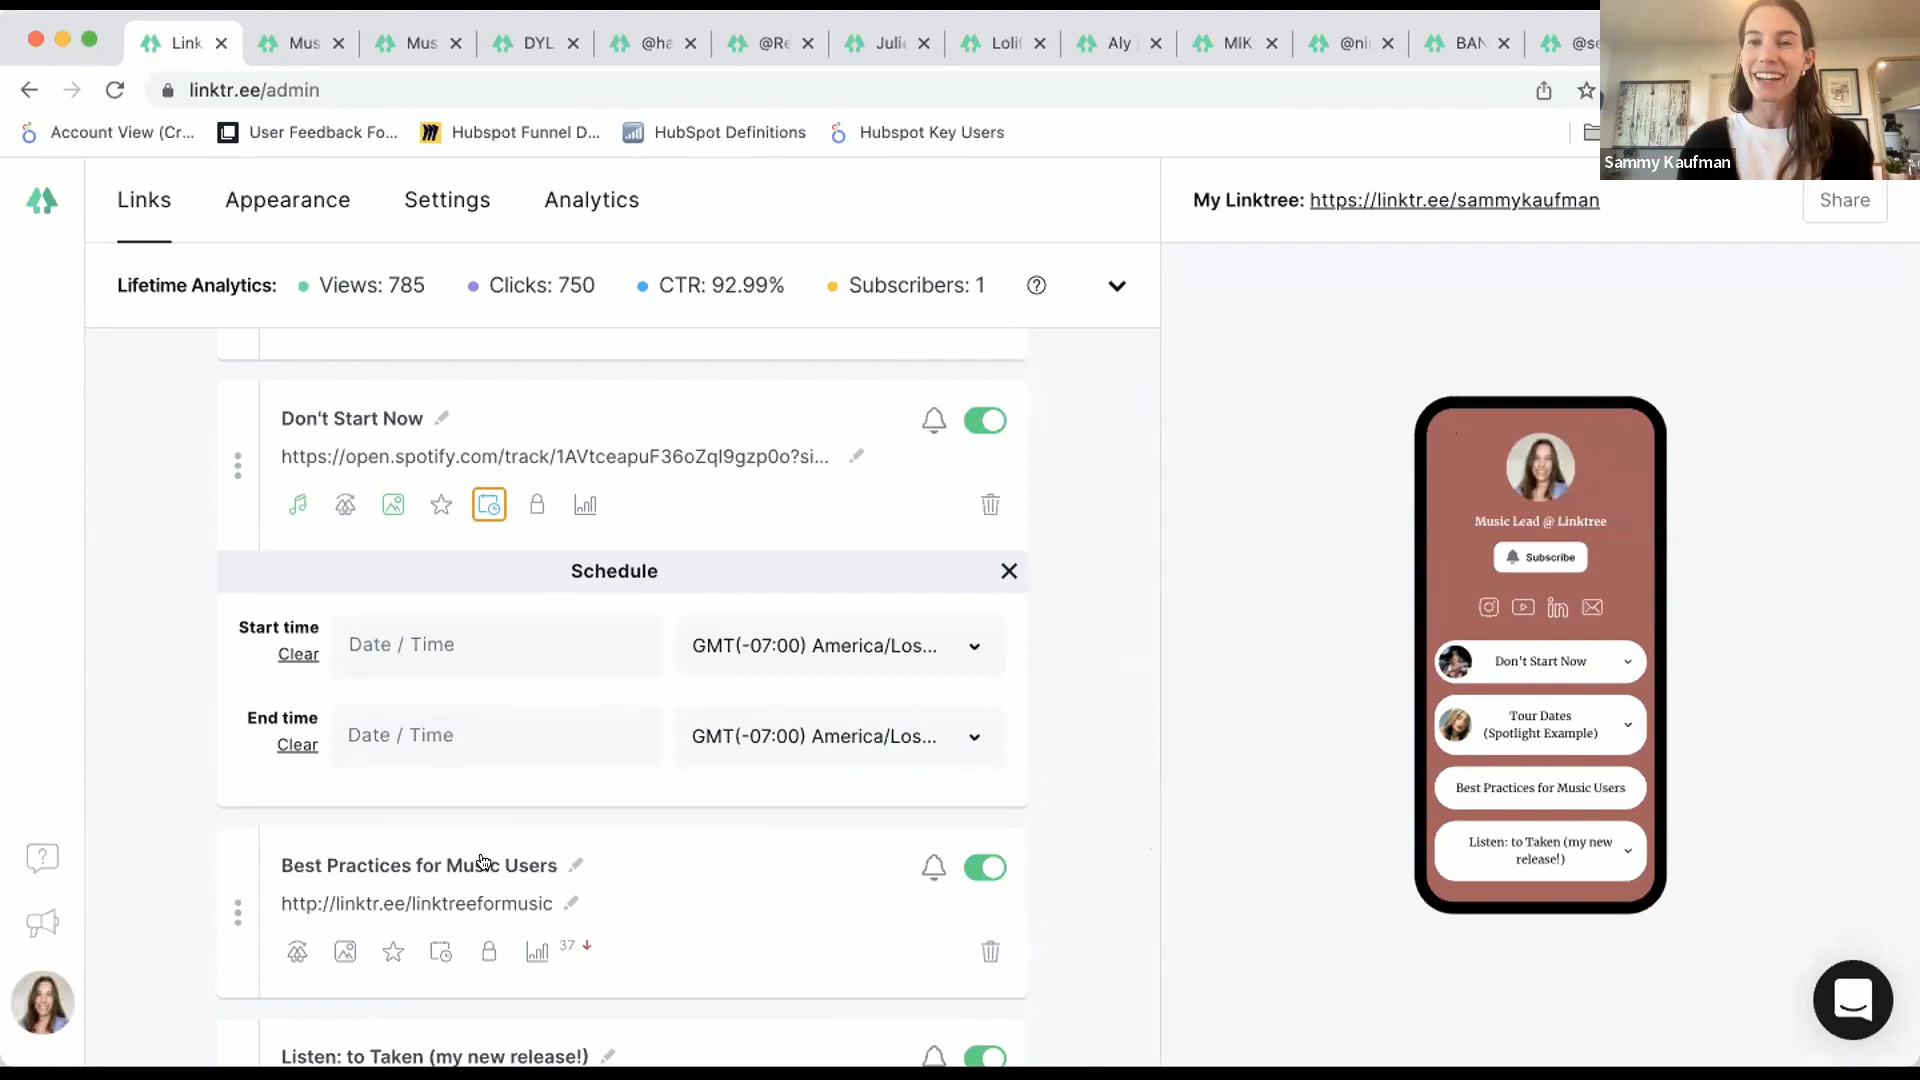 Link
Mus
Mus
DYL
@ha
@Re
Julie
Lolif
Aly
MIK
@ni
BAN
@se
linktr.ee/admin
Account View (Cr...
User Feedback Fo...
Hubspot Funnel D...
HubSpot Definitions
Hubspot Key Users
Sammy Kaufman
Links
Appearance
Settings
Analytics
My Linktree: https://linktr.ee/sammykaufman
Share
Lifetime Analytics:
Views: 785
Clicks: 750
CTR: 92.99%
Subscribers: 1
Don't Start Now
https://open.spotify.com/track/1AVtceapuF36oZql9gzp0o?si...
Schedule
Start time
Clear
Date / Time
GMT(-07:00) America/Los...
End time
Clear
Date / Time
GMT(-07:00) America/Los...
Best Practices for Music Users
http://linktr.ee/linktreeformusic
37
Listen: to Taken (my new release!)
Music Lead @ Linktree
Subscribe
Don't Start Now
Tour Dates
(Spotlight Example)
Best Practices for Music Users
Listen: to Taken (my new
release!)